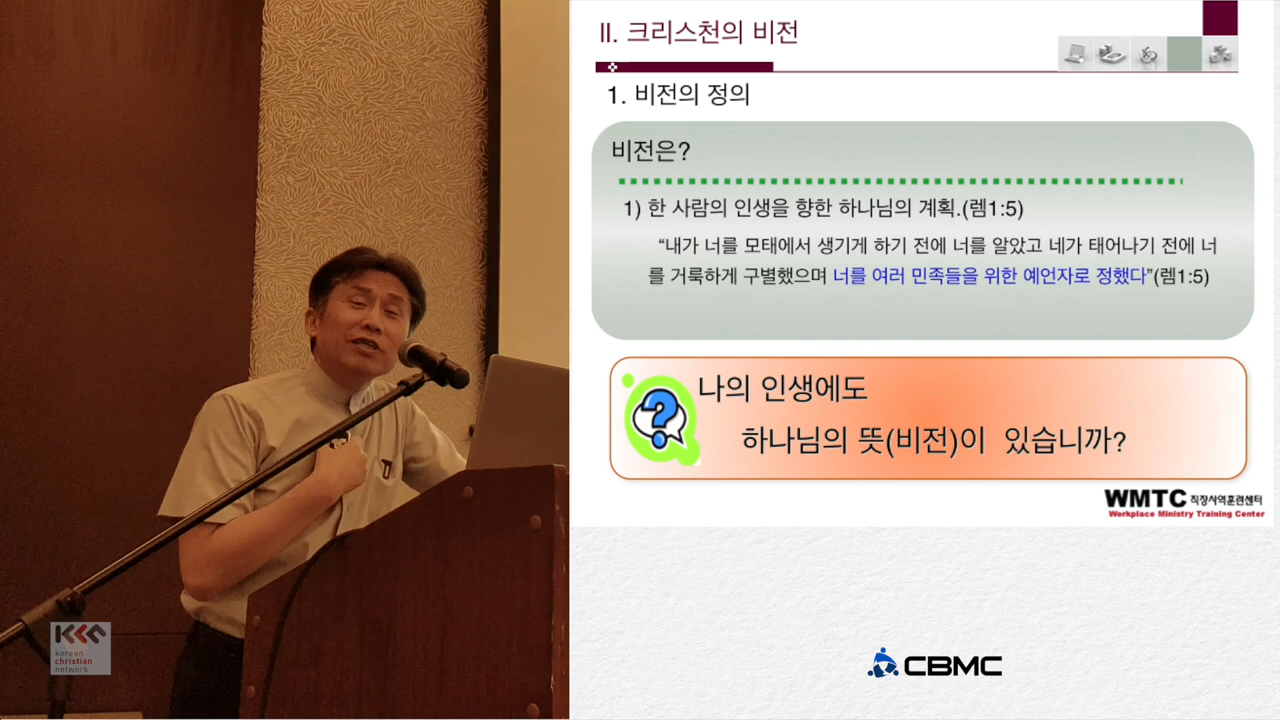 II. 크리스천의 비전
1. 비전의 정의
비전은?
1) 한 사람의 인생을 향한 하나님의 계획.(렘1:5)
“내가 너를 모태에서 생기게 하기 전에 너를 알았고 네가 태어나기 전에 너
를 거룩하게 구별했으며 너를 여러 민족들을 위한 예언자로 정했다”(렘1:5)
나의 인생에도
하나님의 뜻(비전)이 있습니까?
WMTC 직장사역훈련센터
Workplace Ministry Training Center
kcn
korean
christian
network
CBMC